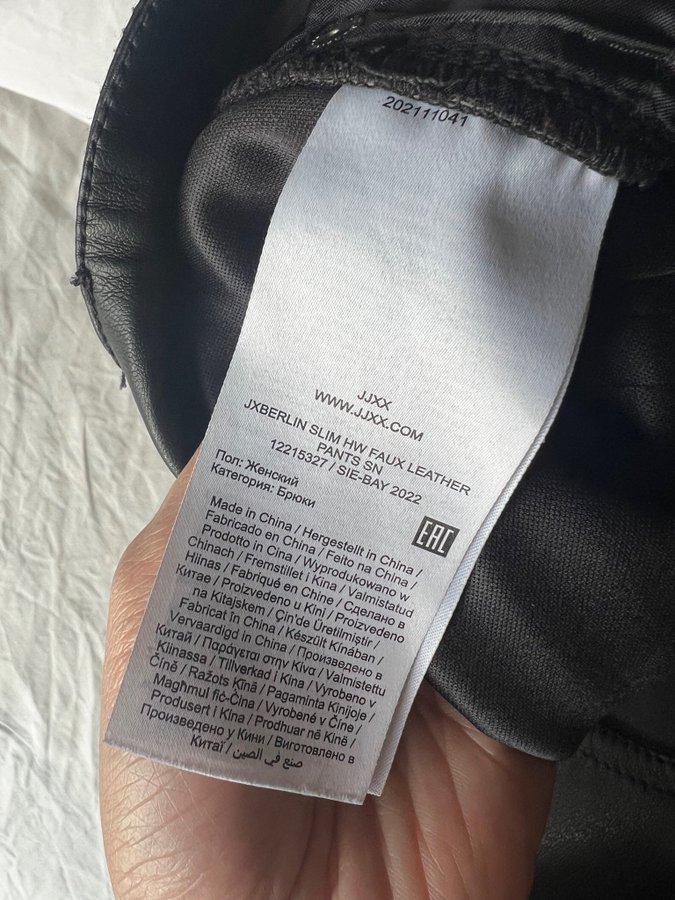 202111041
JJXX
WWW.JJXX.COM
JXBERLIN SLIM HW FAUX LEATHER
PANTS SN
12215327 / SIE-BAY 2022
Пол: Женский
Категория: Брюки
EAC
Made in China / Hergestellt in China /
Fabricado en China / Feito na China /
Prodotto in Cina / Wyprodukowano w
Chinach / Fremstillet i Kina / Valmistatud
Hiinas / Fabriqué en Chine / Сделано в
Китае / Proizvedeno u Kini / Proizvedeno
na Kitajskem / Çin'de Üretilmiştir /
Fabricat în China / Készült Kínában /
Vervaardigd in China / Произведено в
Китай / Παράγεται στην Κίνα / Valmistettu
Kiinassa / Tillverkad i Kina / Vyrobeno v
Číně / Ražots Ķīnā / Pagaminta Kinijoje /
Magħmul fiċ-Ċina / Vyrobené v Číne /
Produsert i Kina / Prodhuar në Kinë /
Произведено у Кини / Виготовлено в
Китаї / صنع في الصين